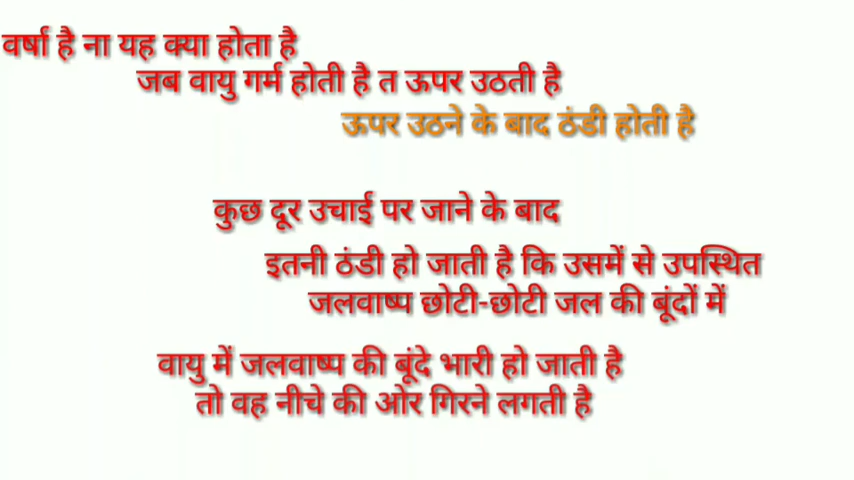 वर्षा है ना यह क्या होता है
जब वायु गर्म होती है त ऊपर उठती है
ऊपर उठने के बाद ठंडी होती है
कुछ दूर उचाई पर जाने के बाद
इतनी ठंडी हो जाती है कि उसमें से उपस्थित
जलवाष्प छोटी-छोटी जल की बूंदों में
वायु में जलवाष्प की बूंदे भारी हो जाती है
तो वह नीचे की ओर गिरने लगती है